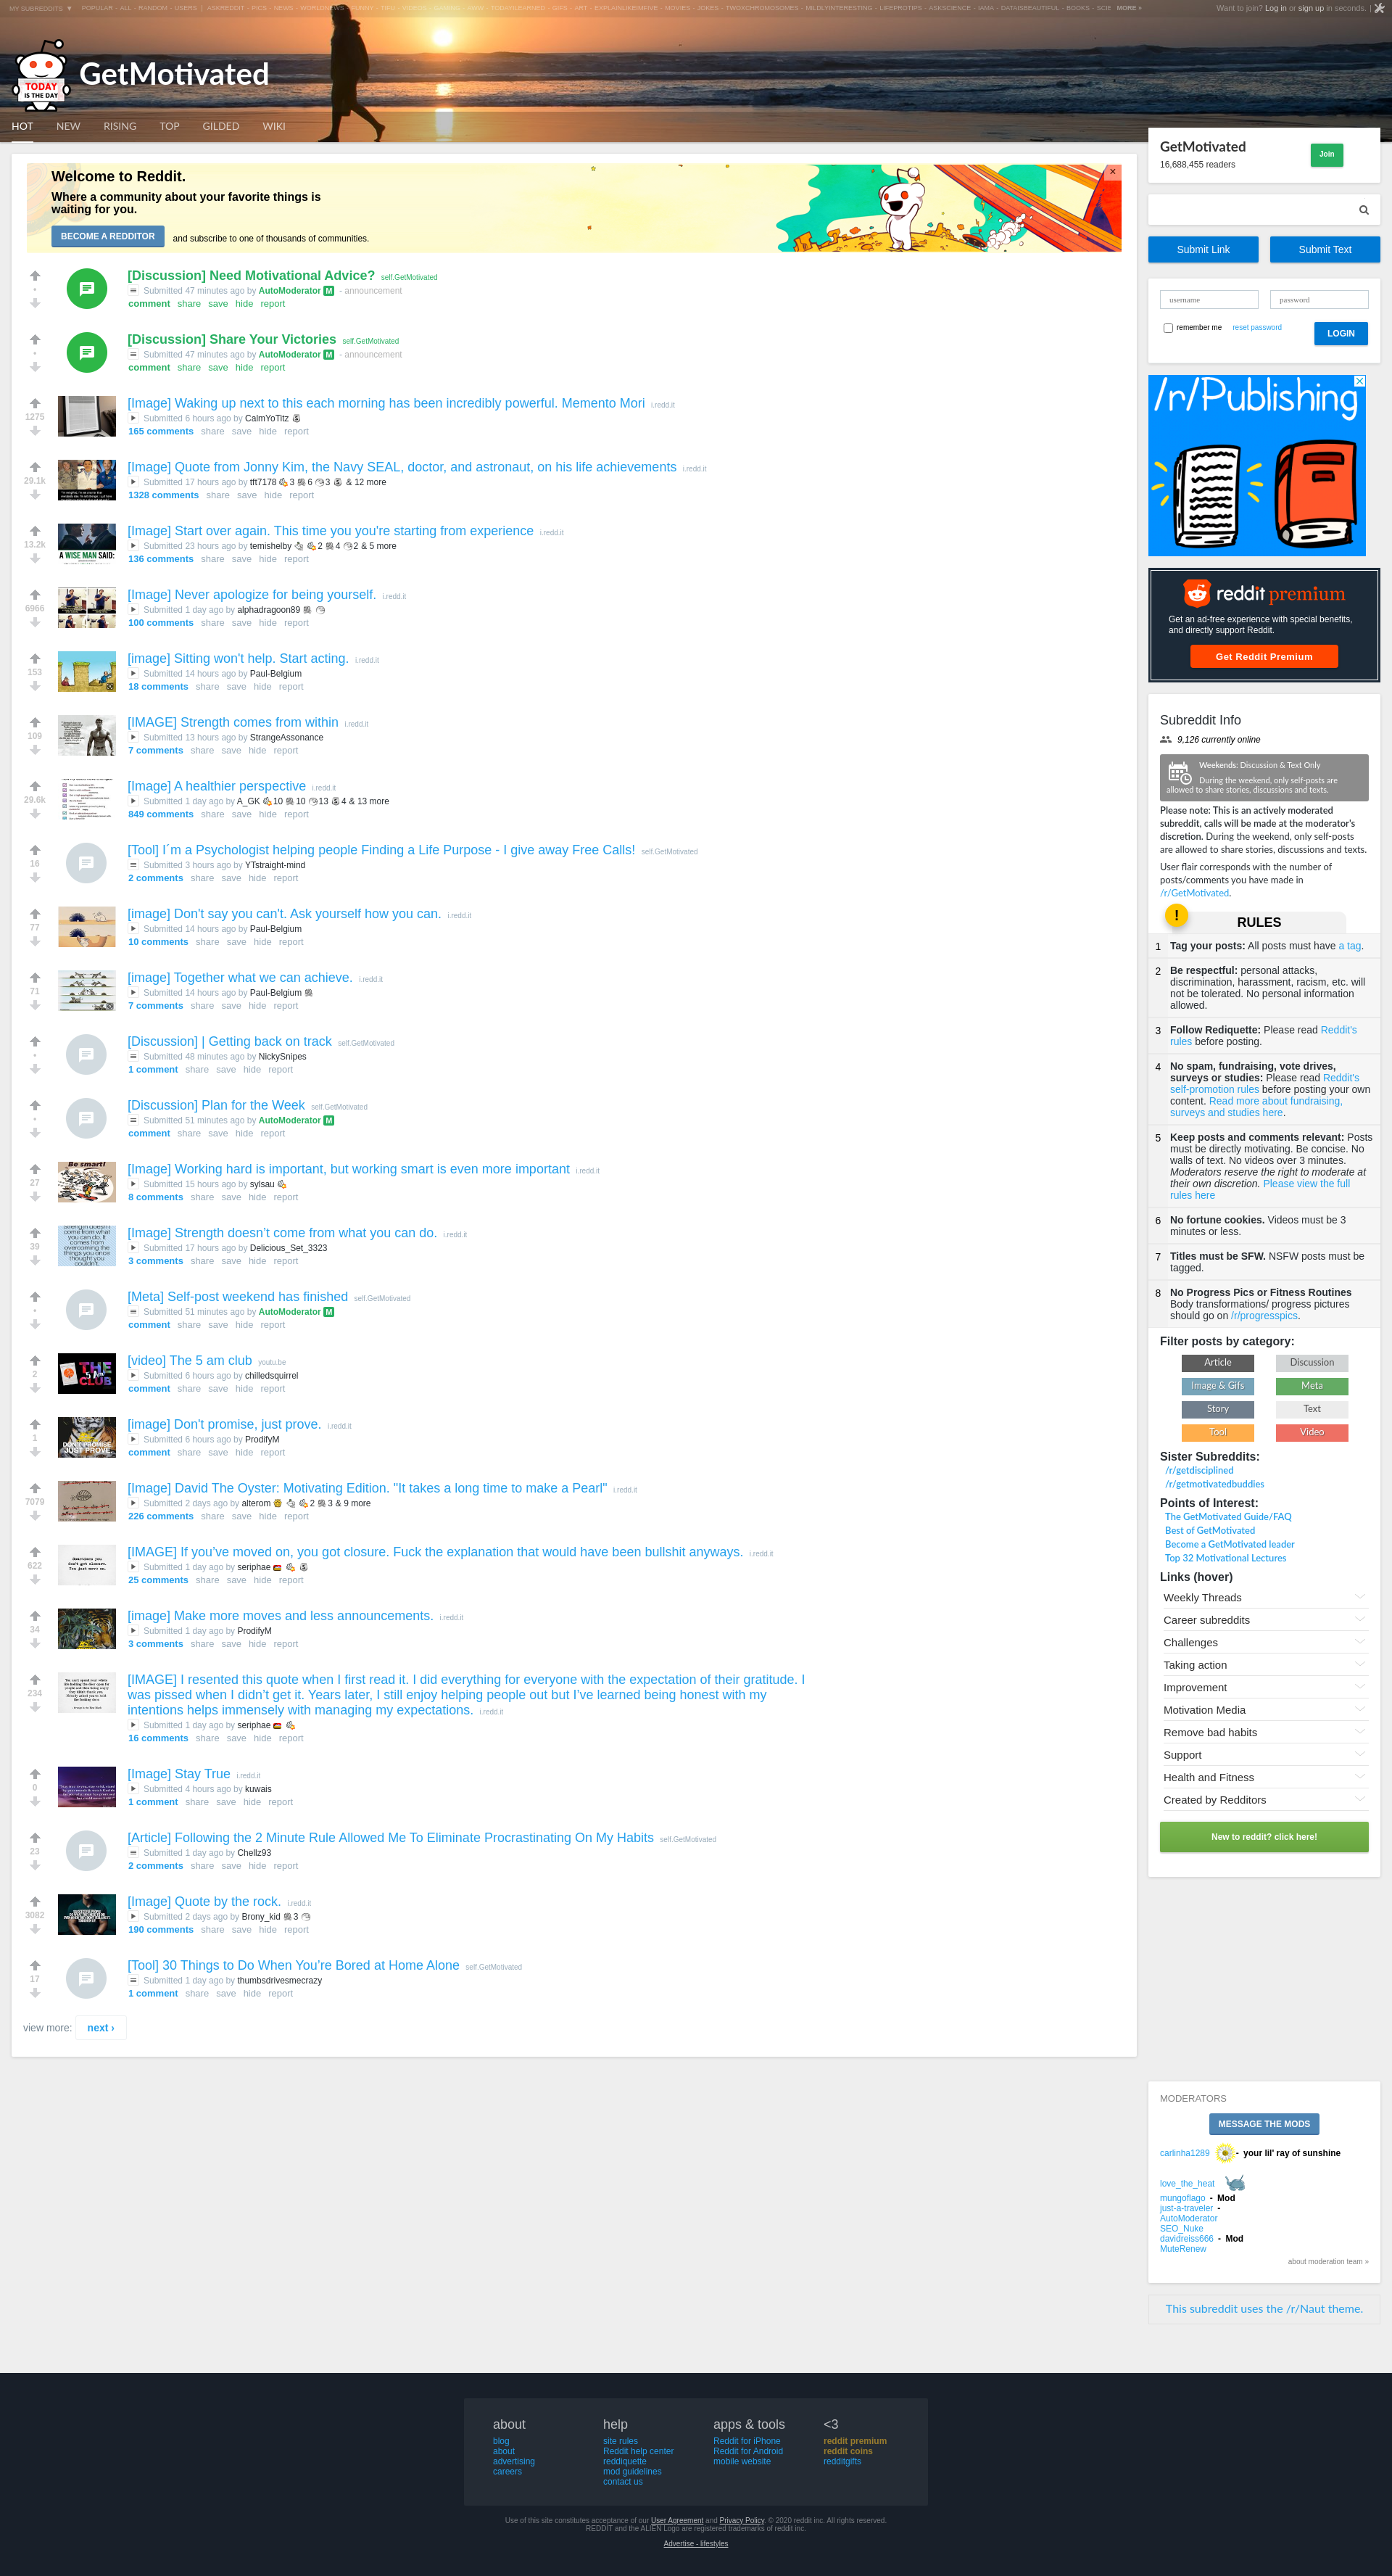 MY SUBREDDITS ▼ POPULAR - ALL - RANDOM - USERS | ASKREDDIT - PICS - NEWS - WORLDNEWS - FUNNY - TIFU - VIDEOS - GAMING - AWW - TODAYILEARNED - GIFS - ART - EXPLAINLIKEIMFIVE - MOVIES - JOKES - TWOXCHROMOSOMES - MILDLYINTERESTING - LIFEPROTIPS - ASKSCIENCE - IAMA - DATAISBEAUTIFUL - BOOKS - SCIE MORE »
Want to join? Log in or sign up in seconds. |
TODAY
IS THE DAY
GetMotivated
HOT NEW RISING TOP GILDED WIKI
Welcome to Reddit.
Where a community about your favorite things is
waiting for you.
BECOME A REDDITOR and subscribe to one of thousands of communities.
×
[Discussion] Need Motivational Advice? self.GetMotivated
•
Submitted 47 minutes ago by AutoModerator M - announcement
comment share save hide report
[Discussion] Share Your Victories self.GetMotivated
•
Submitted 47 minutes ago by AutoModerator M - announcement
comment share save hide report
[Image] Waking up next to this each morning has been incredibly powerful. Memento Mori i.redd.it
1275
Submitted 6 hours ago by CalmYoTitz
165 comments share save hide report
[Image] Quote from Jonny Kim, the Navy SEAL, doctor, and astronaut, on his life achievements i.redd.it
29.1k
Submitted 17 hours ago by tft7178 3 6 3 & 12 more
1328 comments share save hide report
[Image] Start over again. This time you you're starting from experience i.redd.it
13.2k
Submitted 23 hours ago by temishelby 2 4 2 & 5 more
A WISE MAN SAID:
136 comments share save hide report
[Image] Never apologize for being yourself. i.redd.it
6966
Submitted 1 day ago by alphadragoon89
100 comments share save hide report
[image] Sitting won't help. Start acting. i.redd.it
153
Submitted 14 hours ago by Paul-Belgium
18 comments share save hide report
[IMAGE] Strength comes from within i.redd.it
109
Submitted 13 hours ago by StrangeAssonance
7 comments share save hide report
[Image] A healthier perspective i.redd.it
29.6k
Submitted 1 day ago by A_GK 10 10 13 4 & 13 more
849 comments share save hide report
[Tool] I´m a Psychologist helping people Finding a Life Purpose - I give away Free Calls! self.GetMotivated
16
Submitted 3 hours ago by YTstraight-mind
2 comments share save hide report
[image] Don't say you can't. Ask yourself how you can. i.redd.it
77
Submitted 14 hours ago by Paul-Belgium
10 comments share save hide report
[image] Together what we can achieve. i.redd.it
71
Submitted 14 hours ago by Paul-Belgium
7 comments share save hide report
[Discussion] | Getting back on track self.GetMotivated
•
Submitted 48 minutes ago by NickySnipes
1 comment share save hide report
[Discussion] Plan for the Week self.GetMotivated
•
Submitted 51 minutes ago by AutoModerator M
comment share save hide report
Be smart!
[Image] Working hard is important, but working smart is even more important i.redd.it
27
Submitted 15 hours ago by sylsau
8 comments share save hide report
[Image] Strength doesn't come from what you can do. i.redd.it
39
Strength doesn't
come from what
you can do. It
comes from
overcoming the
things you once
thought you
couldn't.
Submitted 17 hours ago by Delicious_Set_3323
3 comments share save hide report
[Meta] Self-post weekend has finished self.GetMotivated
•
Submitted 51 minutes ago by AutoModerator M
comment share save hide report
THE
5 AM
CLUB
[video] The 5 am club youtu.be
2
Submitted 6 hours ago by chilledsquirrel
comment share save hide report
[image] Don't promise, just prove. i.redd.it
1
DON'T PROMISE
JUST PROVE
Submitted 6 hours ago by ProdifyM
comment share save hide report
[Image] David The Oyster: Motivating Edition. "It takes a long time to make a Pearl" i.redd.it
7079
Submitted 2 days ago by alterom 2 3 & 9 more
226 comments share save hide report
[IMAGE] If you've moved on, you got closure. Fuck the explanation that would have been bullshit anyways. i.redd.it
622
Submitted 1 day ago by seriphae
25 comments share save hide report
[image] Make more moves and less announcements. i.redd.it
34
Submitted 1 day ago by ProdifyM
3 comments share save hide report
[IMAGE] I resented this quote when I first read it. I did everything for everyone with the expectation of their gratitude. I
was pissed when I didn't get it. Years later, I still enjoy helping people out but I've learned being honest with my
intentions helps immensely with managing my expectations. i.redd.it
234
Submitted 1 day ago by seriphae
16 comments share save hide report
[Image] Stay True i.redd.it
0
Submitted 4 hours ago by kuwais
1 comment share save hide report
[Article] Following the 2 Minute Rule Allowed Me To Eliminate Procrastinating On My Habits self.GetMotivated
23
Submitted 1 day ago by Chellz93
2 comments share save hide report
[Image] Quote by the rock. i.redd.it
3082
Submitted 2 days ago by Brony_kid 3
190 comments share save hide report
[Tool] 30 Things to Do When You're Bored at Home Alone self.GetMotivated
17
Submitted 1 day ago by thumbsdrivesmecrazy
1 comment share save hide report
view more: next ›
GetMotivated
16,688,455 readers
Join
Submit Link Submit Text
username password
remember me reset password LOGIN
/r/Publishing
reddit premium
Get an ad-free experience with special benefits,
and directly support Reddit.
Get Reddit Premium
Subreddit Info
9,126 currently online
Weekends: Discussion & Text Only
During the weekend, only self-posts are
allowed to share stories, discussions and texts.
Please note: This is an actively moderated
subreddit, calls will be made at the moderator's
discretion. During the weekend, only self-posts
are allowed to share stories, discussions and texts.
User flair corresponds with the number of
posts/comments you have made in
/r/GetMotivated.
!
RULES
1 Tag your posts: All posts must have a tag.
2 Be respectful: personal attacks,
discrimination, harassment, racism, etc. will
not be tolerated. No personal information
allowed.
3 Follow Rediquette: Please read Reddit's
rules before posting.
4 No spam, fundraising, vote drives,
surveys or studies: Please read Reddit's
self-promotion rules before posting your own
content. Read more about fundraising,
surveys and studies here.
5 Keep posts and comments relevant: Posts
must be directly motivating. Be concise. No
walls of text. No videos over 3 minutes.
Moderators reserve the right to moderate at
their own discretion. Please view the full
rules here
6 No fortune cookies. Videos must be 3
minutes or less.
7 Titles must be SFW. NSFW posts must be
tagged.
8 No Progress Pics or Fitness Routines
Body transformations/ progress pictures
should go on /r/progresspics.
Filter posts by category:
Article Discussion
Image & Gifs Meta
Story Text
Tool Video
Sister Subreddits:
/r/getdisciplined
/r/getmotivatedbuddies
Points of Interest:
The GetMotivated Guide/FAQ
Best of GetMotivated
Become a GetMotivated leader
Top 32 Motivational Lectures
Links (hover)
Weekly Threads
Career subreddits
Challenges
Taking action
Improvement
Motivation Media
Remove bad habits
Support
Health and Fitness
Created by Redditors
New to reddit? click here!
MODERATORS
MESSAGE THE MODS
carlinha1289 - your lil' ray of sunshine
love_the_heat
mungoflago - Mod
just-a-traveler -
AutoModerator
SEO_Nuke
davidreiss666 - Mod
MuteRenew
about moderation team »
This subreddit uses the /r/Naut theme.
about help apps & tools <3
blog site rules Reddit for iPhone reddit premium
about Reddit help center Reddit for Android reddit coins
advertising reddiquette mobile website redditgifts
careers mod guidelines
contact us
Use of this site constitutes acceptance of our User Agreement and Privacy Policy. © 2020 reddit inc. All rights reserved.
REDDIT and the ALIEN Logo are registered trademarks of reddit inc.
Advertise - lifestyles